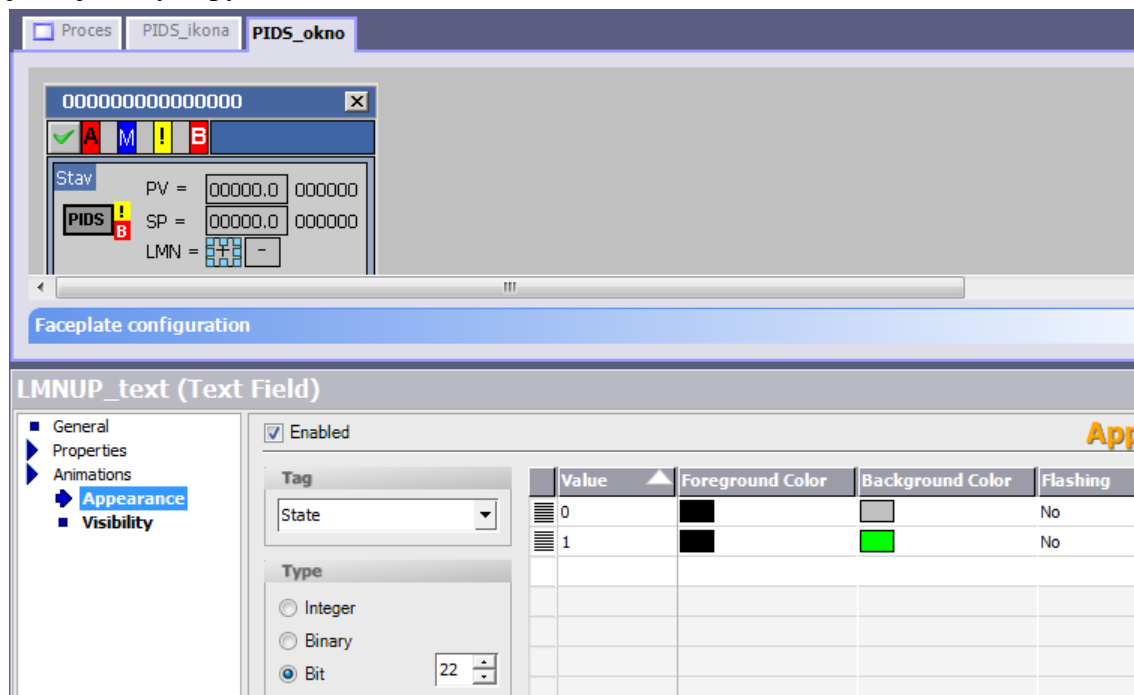 Proces PIDS_ikona PIDS_okno
000000000000000
A M ! B
Stav
PV = 00000.0 000000
PIDS ! B SP = 00000.0 000000
LMN = + -
Faceplate configuration
LMNUP_text (Text Field)
General
Properties
Animations
Appearance
Visibility
Enabled
App
Tag
State
Type
Integer
Binary
Bit 22
Value Foreground Color Background Color Flashing
0 No
1 No